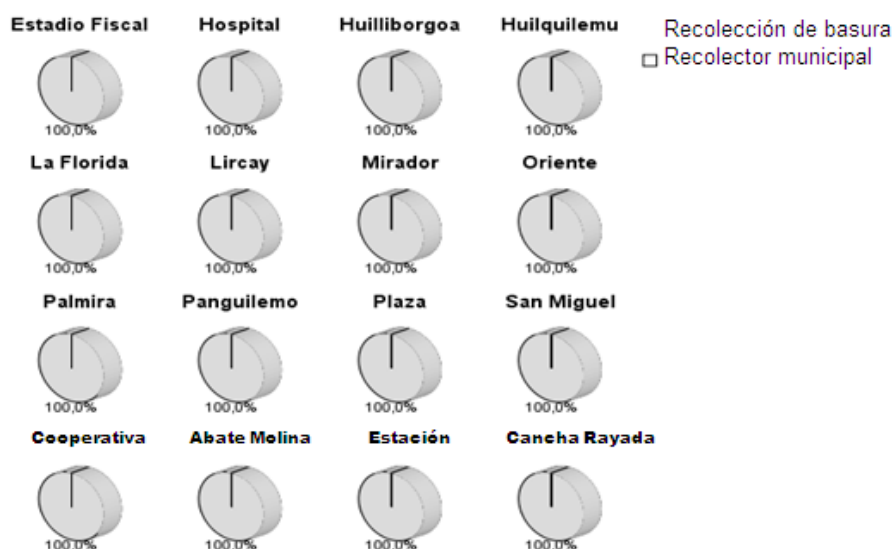 Estadio Fiscal Hospital Huilliborgoa Huilquilemu
Recolección de basura
Recolector municipal
100,0% 100,0% 100,0% 100,0%
La Florida Lircay Mirador Oriente
100,0% 100,0% 100,0% 100,0%
Palmira Panguilemo Plaza San Miguel
100,0% 100,0% 100,0% 100,0%
Cooperativa Abate Molina Estación Cancha Rayada
100,0% 100,0% 100,0% 100,0%